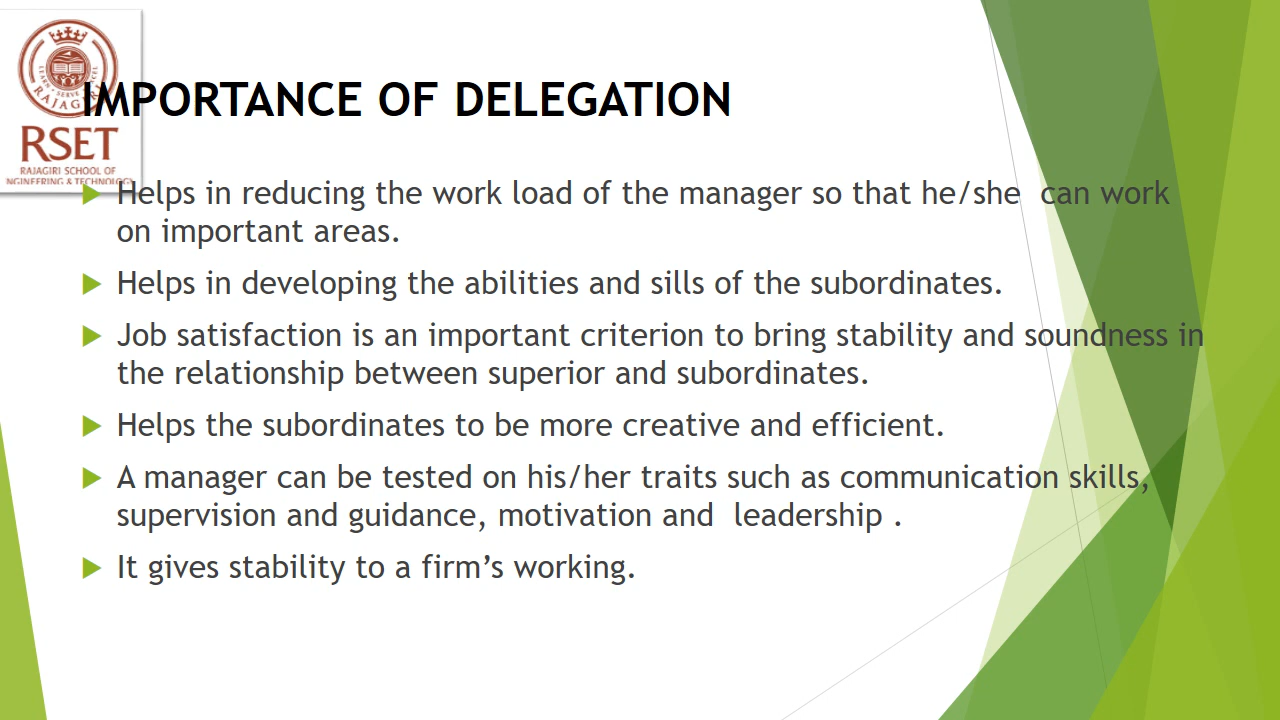 RAJAGIRI
RSET
RAJAGIRI SCHOOL OF
ENGINEERING & TECHNOLOGY
IMPORTANCE OF DELEGATION
Helps in reducing the work load of the manager so that he/she  can work
on important areas.
Helps in developing the abilities and sills of the subordinates.
Job satisfaction is an important criterion to bring stability and soundness in
the relationship between superior and subordinates.
Helps the subordinates to be more creative and efficient.
A manager can be tested on his/her traits such as communication skills,
supervision and guidance, motivation and  leadership .
It gives stability to a firm’s working.